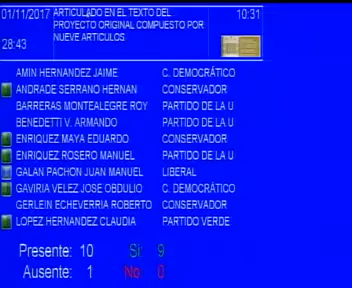 01/11/2017 ARTICULADO EN EL TEXTO DEL 10:31
PROYECTO ORIGINAL COMPUESTO POR
28:43 NUEVE ARTICULOS
AMIN HERNANDEZ JAIME C. DEMOCRÁTICO
ANDRADE SERRANO HERNAN CONSERVADOR
BARRERAS MONTEALEGRE ROY PARTIDO DE LA U
BENEDETTI V. ARMANDO PARTIDO DE LA U
ENRIQUEZ MAYA EDUARDO CONSERVADOR
ENRIQUEZ ROSERO MANUEL PARTIDO DE LA U
GALAN PACHON JUAN MANUEL LIBERAL
GAVIRIA VELEZ JOSE OBDULIO C. DEMOCRÁTICO
GERLEIN ECHEVERRIA ROBERTO CONSERVADOR
LOPEZ HERNANDEZ CLAUDIA PARTIDO VERDE
Presente: 10 Si: 9
Ausente: 1 No: 0